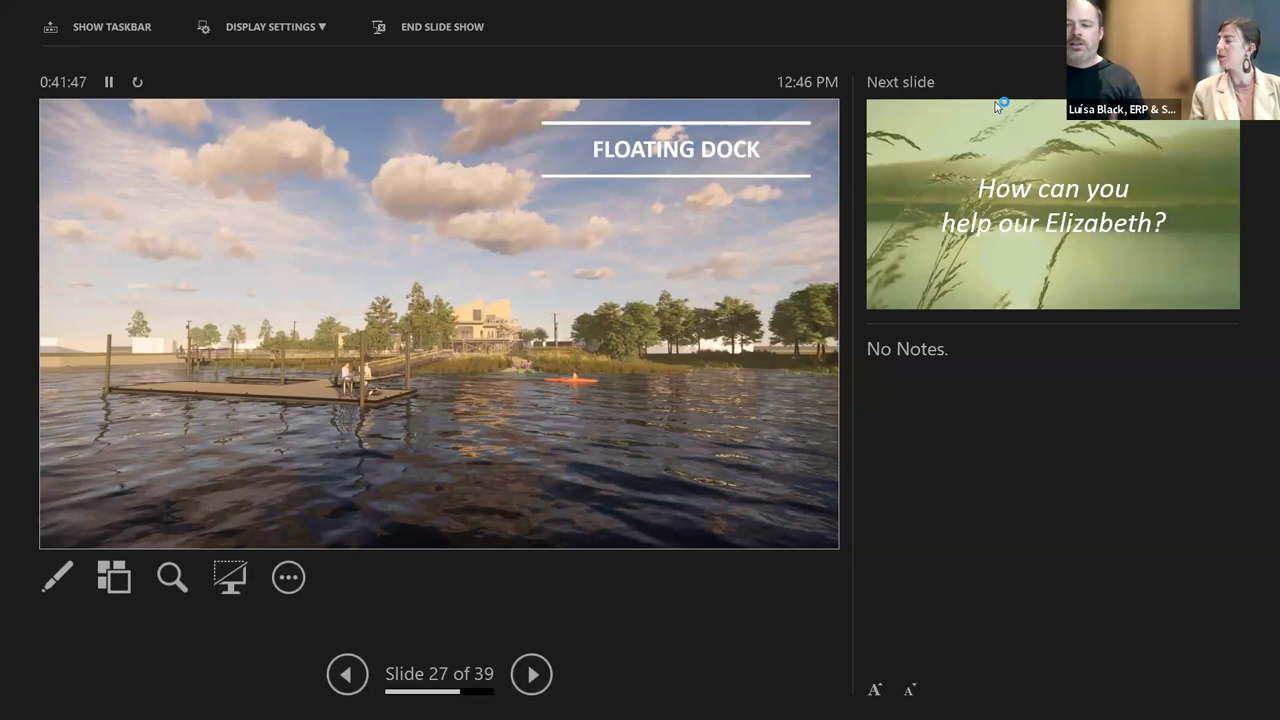 SHOW TASKBAR
DISPLAY SETTINGS ▼
END SLIDE SHOW
0:41:47
12:46 PM
Next slide
Luísa Black, ERP & S...
FLOATING DOCK
How can you
help our Elizabeth?
No Notes.
Slide 27 of 39
A A